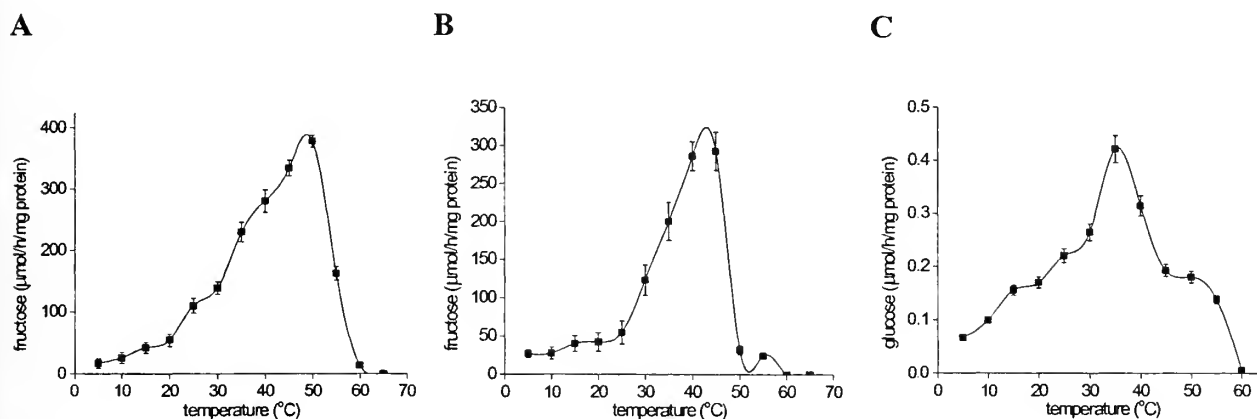 A
B
C
400
300
200
100
0
fructose (μmol/h/mg protein)
0 10 20 30 40 50 60 70
temperature (°C)
350
300
250
200
150
100
50
0
fructose (μmol/h/mg protein)
0 10 20 30 40 50 60 70
temperature (°C)
0.5
0.4
0.3
0.2
0.1
0.0
glucose (μmol/h/mg protein)
0 10 20 30 40 50 60
temperature (°C)